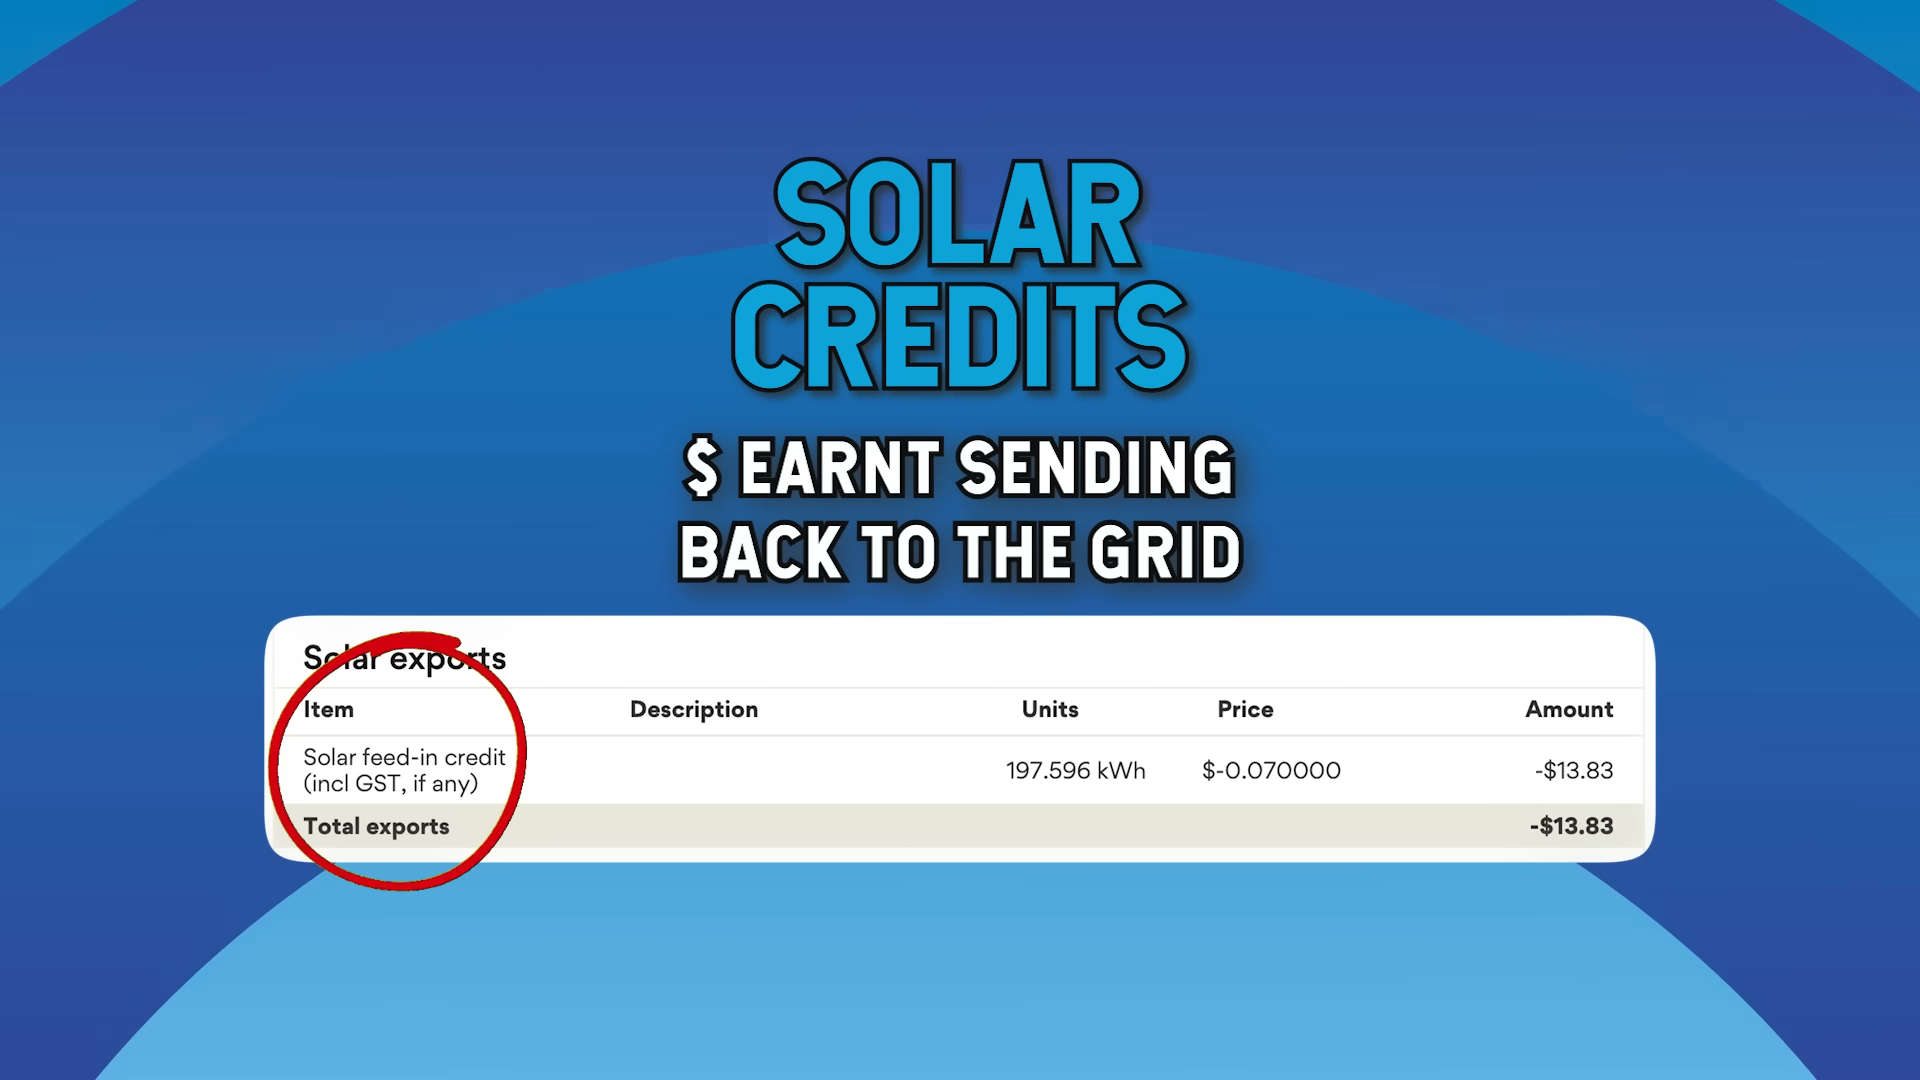 SOLAR
CREDITS
$ EARNT SENDING
BACK TO THE GRID
Solar exports
Item Description Units Price Amount
Solar feed-in credit
(incl GST, if any) 197.596 kWh $-0.070000 -$13.83
Total exports -$13.83